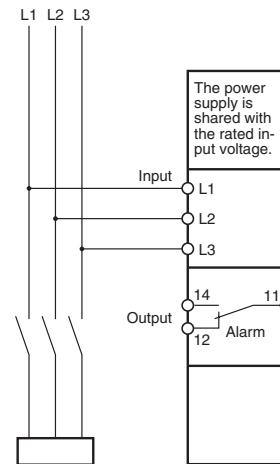 L1 L2 L3
The power
supply is
shared with
the rated in-
put voltage.
Input
L1
L2
L3
14
11
Output
12
Alarm